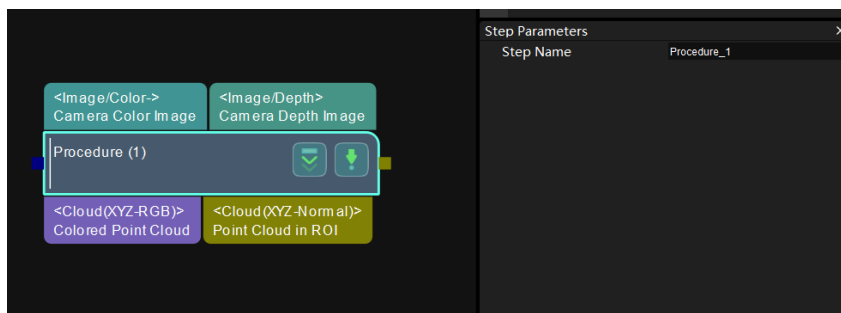 Step Parameters
Step Name
Procedure_1
<Image/Color->
Camera Color Image
<Image/Depth>
Camera Depth Image
Procedure (1)
<Cloud(XYZ-RGB)>
Colored Point Cloud
<Cloud(XYZ-Normal)>
Point Cloud in ROI